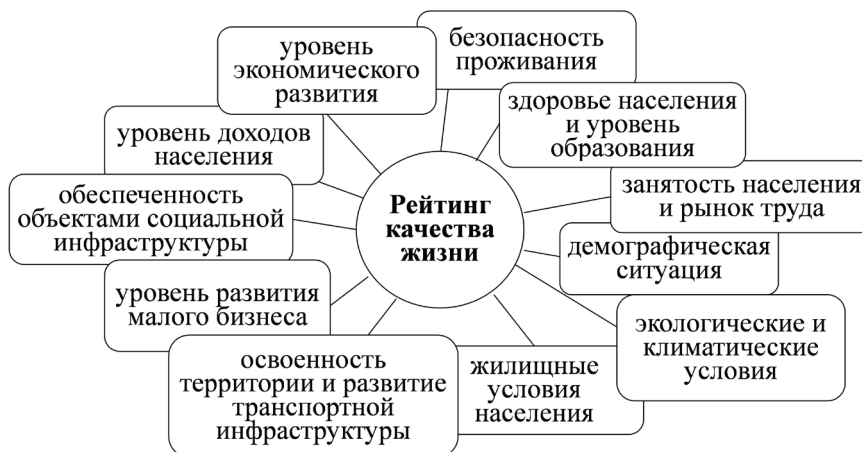 уровень
экономического
развития
безопасность
проживания
здоровье населения
и уровень
образования
уровень доходов
населения
занятость населения
и рынок труда
обеспеченность
объектами социальной
инфраструктуры
Рейтинг
качества
жизни
демографическая
ситуация
уровень развития
малого бизнеса
экологические и
климатические
условия
освоенность
территории и развитие
транспортной
инфраструктуры
жилищные
условия
населения